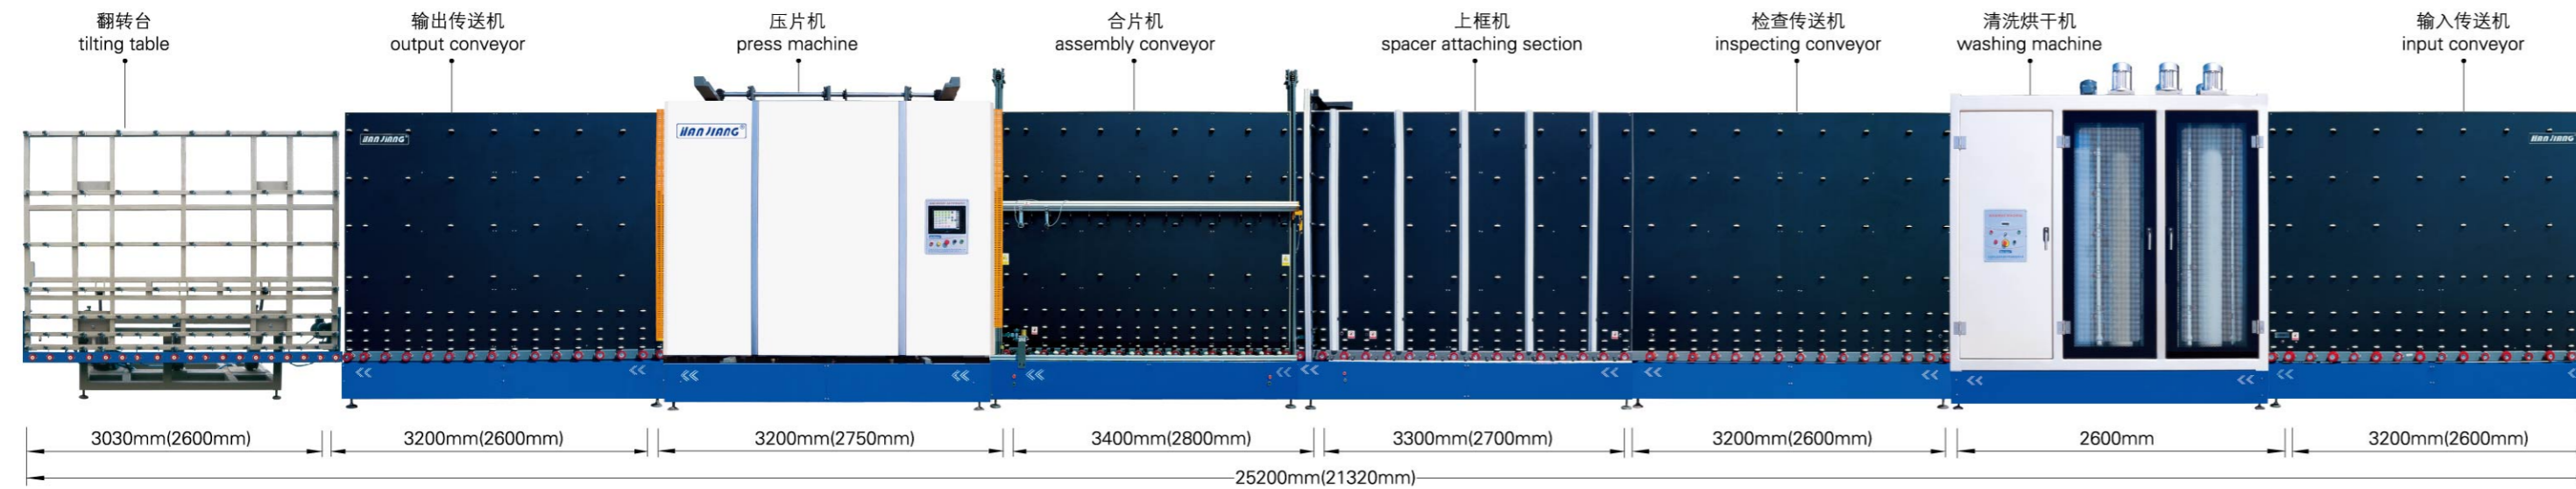 翻转台
tilting table
输出传送机
output conveyor
压片机
press machine
合片机
assembly conveyor
上框机
spacer attaching section
检查传送机
inspecting conveyor
清洗烘干机
washing machine
输入传送机
input conveyor
HANJIANG
HANJIANG®
HANJIANG
3030mm(2600mm)
3200mm(2600mm)
3200mm(2750mm)
3400mm(2800mm)
3300mm(2700mm)
3200mm(2600mm)
2600mm
3200mm(2600mm)
25200mm(21320mm)